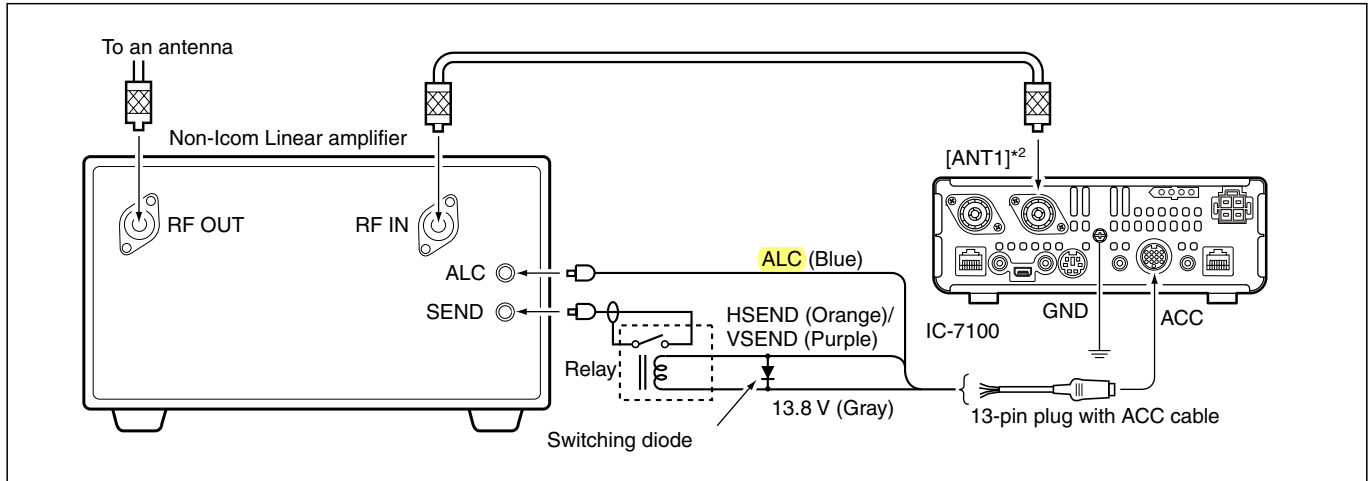 To an antenna
Non-Icom Linear amplifier
[ANT1]*2
RF OUT
RF IN
ALC
ALC (Blue)
SEND
HSEND (Orange)/
VSEND (Purple)
GND
ACC
IC-7100
Relay
13.8 V (Gray)
13-pin plug with ACC cable
Switching diode